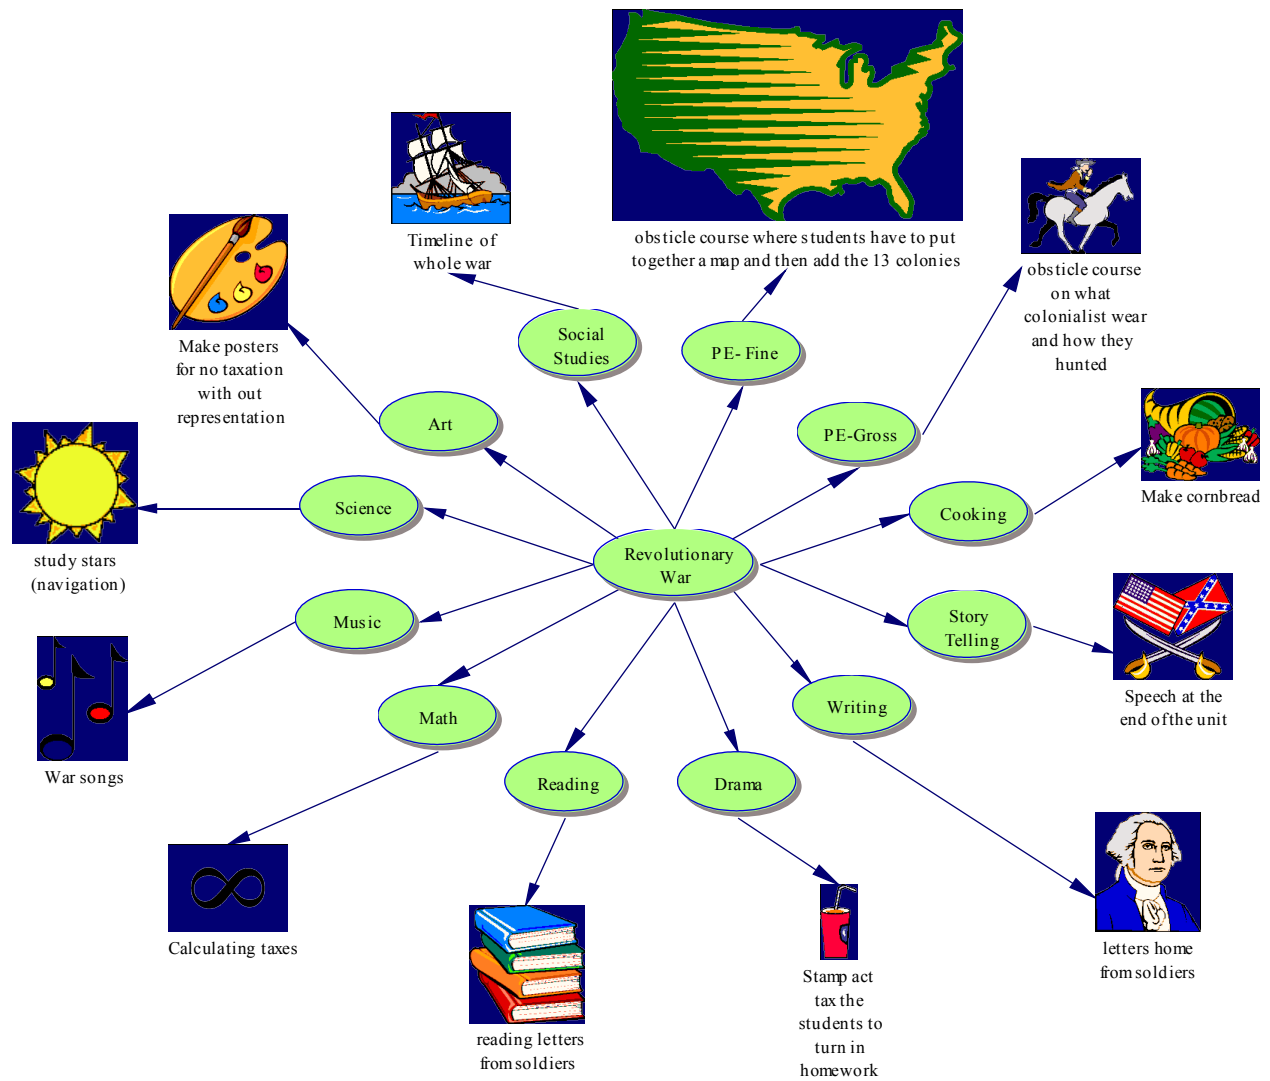 obsticle course where students have to put
together a map and then add the 13 colonies
Timeline of
whole war
obsticle course
on what
colonialist wear
and how they
hunted
Make posters
for no taxation
with out
representation
Social
Studies
PE- Fine
Art
PE-Gross
Make cornbread
Science
Cooking
study stars
(navigation)
Revolutionary
War
Music
Story
Telling
War songs
Speech at the
end of the unit
Math
Writing
Reading
Drama
Calculating taxes
letters home
from soldiers
reading letters
from soldiers
Stamp act
tax the
students to
turn in
homework